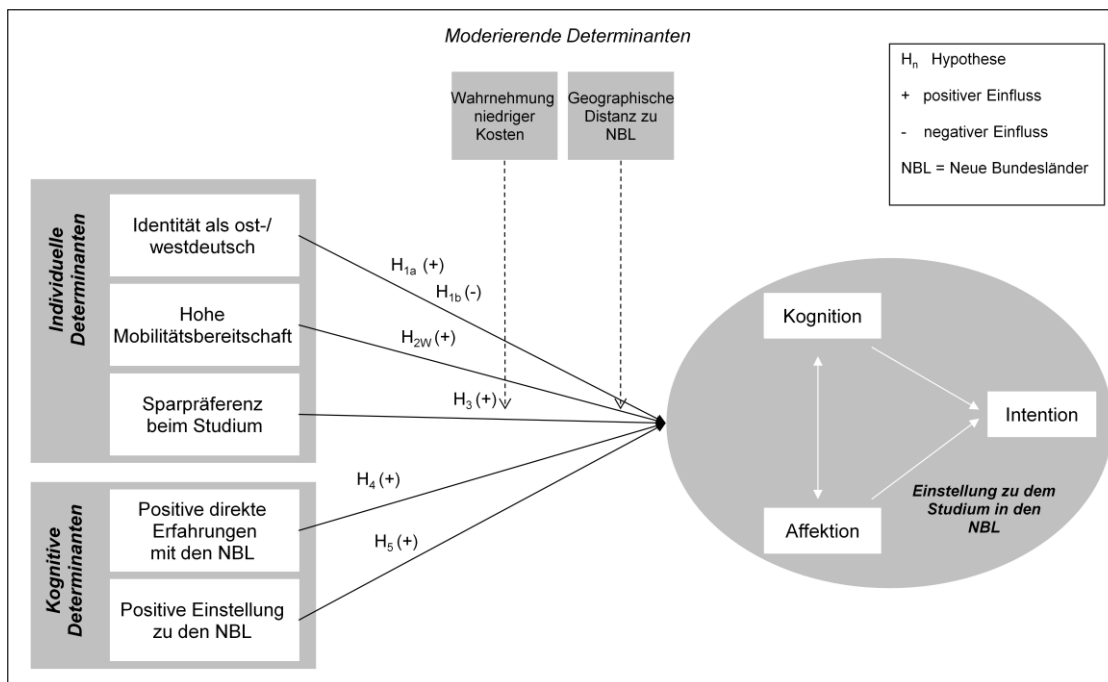 Moderierende Determinanten
Wahrnehmung
niedriger
Kosten
Geographische
Distanz zu
NBL
Hn Hypothese
+ positiver Einfluss
- negativer Einfluss
NBL = Neue Bundesländer
Individuelle
Determinanten
Identität als ost-/
westdeutsch
Hohe
Mobilitätsbereitschaft
Sparpräferenz
beim Studium
H1a (+)
H1b (-)
H2W (+)
H3 (+)
H4 (+)
H5 (+)
Kognitive
Determinanten
Positive direkte
Erfahrungen
mit den NBL
Positive Einstellung
zu den NBL
Kognition
Intention
Affektion
Einstellung zu dem
Studium in den
NBL